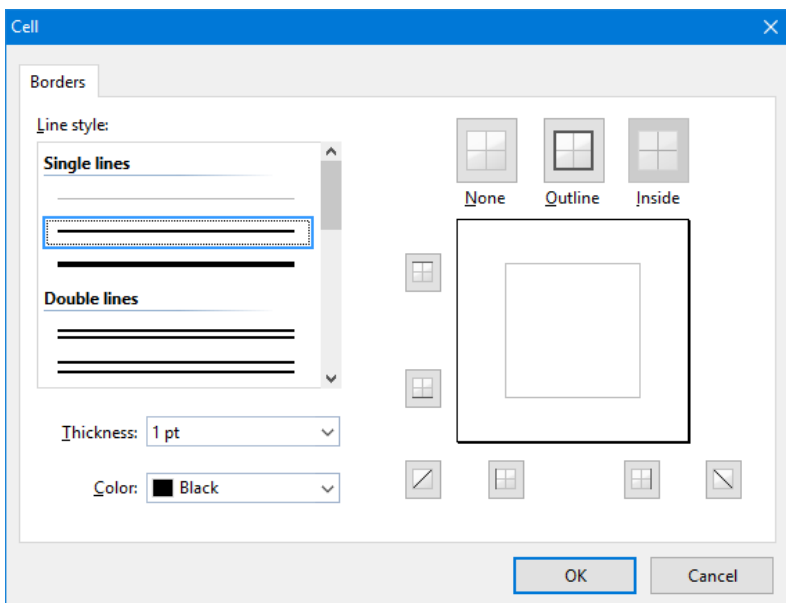 Cell
Borders
Line style:
Single lines
Double lines
Thickness: 1 pt
Color: Black
None Outline Inside
OK Cancel